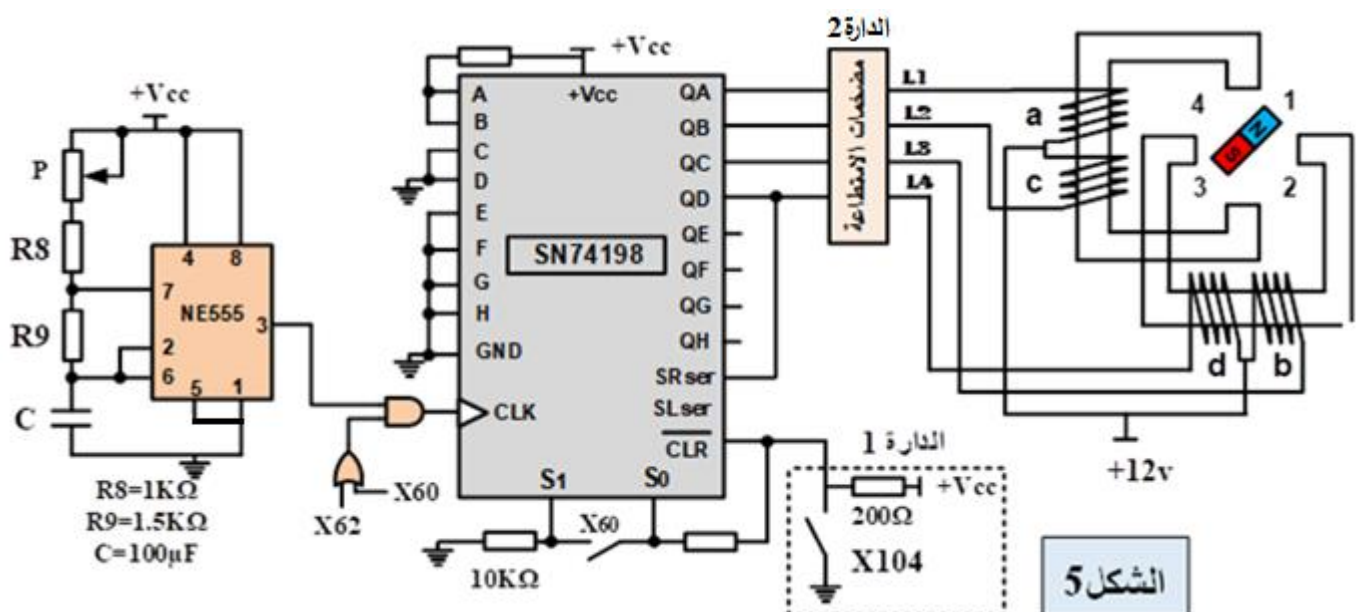 الدارة2
+Vcc
+Vcc
P
R8
R9
C
4 8
7
NE555
3
2
6
5 1
R8=1KΩ
R9=1.5KΩ
C=100µF
X60
X62
+Vcc
A
B
C
D
E
F
G
H
GND
CLK
SN74198
QA
QB
QC
QD
QE
QF
QG
QH
SRser
SLser
CLR
S1
S0
X60
10KΩ
مضخمات الاستطاعة
L1
L2
L3
L4
a
c
4 1
3 2
S N
d b
+12v
الدارة 1
+Vcc
200Ω
X104
الشكل5